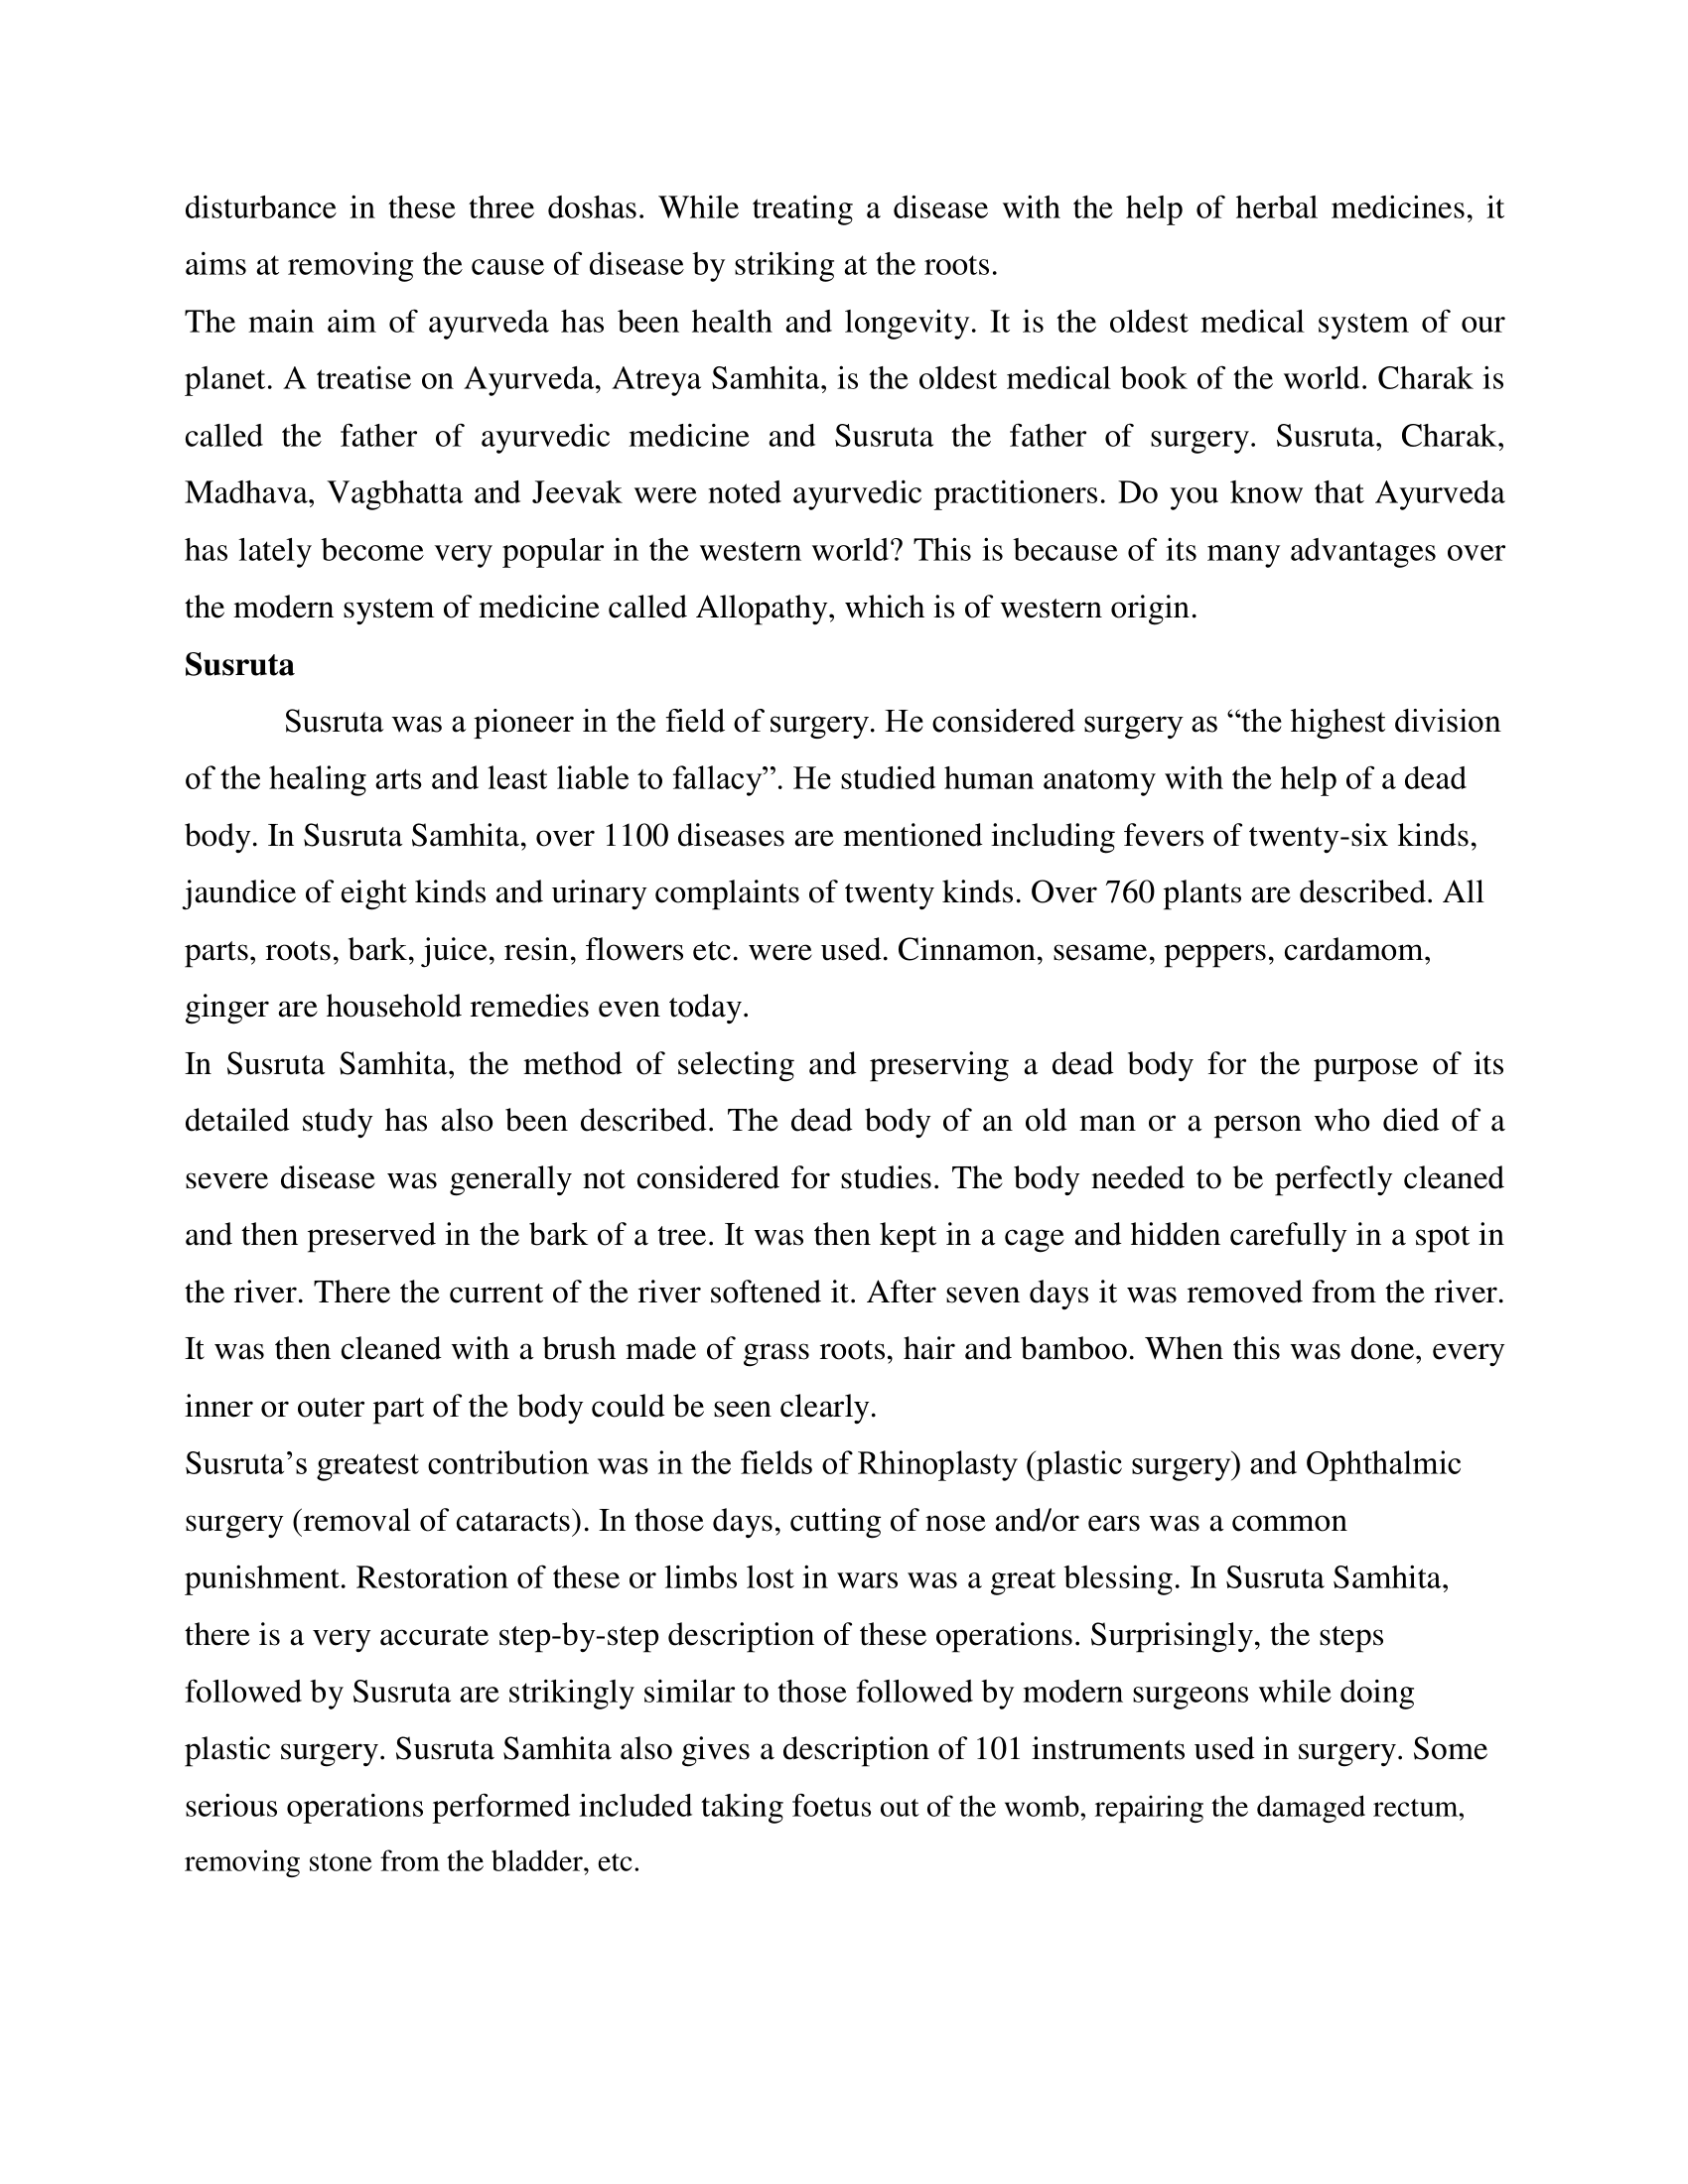 disturbance in these three doshas. While treating a disease with the help of herbal medicines, it
aims at removing the cause of disease by striking at the roots.
The main aim of ayurveda has been health and longevity. It is the oldest medical system of our
planet. A treatise on Ayurveda, Atreya Samhita, is the oldest medical book of the world. Charak is
called the father of ayurvedic medicine and Susruta the father of surgery. Susruta, Charak,
Madhava, Vagbhatta and Jeevak were noted ayurvedic practitioners. Do you know that Ayurveda
has lately become very popular in the western world? This is because of its many advantages over
the modern system of medicine called Allopathy, which is of western origin.
Susruta
Susruta was a pioneer in the field of surgery. He considered surgery as “the highest division
of the healing arts and least liable to fallacy”. He studied human anatomy with the help of a dead
body. In Susruta Samhita, over 1100 diseases are mentioned including fevers of twenty-six kinds,
jaundice of eight kinds and urinary complaints of twenty kinds. Over 760 plants are described. All
parts, roots, bark, juice, resin, flowers etc. were used. Cinnamon, sesame, peppers, cardamom,
ginger are household remedies even today.
In Susruta Samhita, the method of selecting and preserving a dead body for the purpose of its
detailed study has also been described. The dead body of an old man or a person who died of a
severe disease was generally not considered for studies. The body needed to be perfectly cleaned
and then preserved in the bark of a tree. It was then kept in a cage and hidden carefully in a spot in
the river. There the current of the river softened it. After seven days it was removed from the river.
It was then cleaned with a brush made of grass roots, hair and bamboo. When this was done, every
inner or outer part of the body could be seen clearly.
Susruta’s greatest contribution was in the fields of Rhinoplasty (plastic surgery) and Ophthalmic
surgery (removal of cataracts). In those days, cutting of nose and/or ears was a common
punishment. Restoration of these or limbs lost in wars was a great blessing. In Susruta Samhita,
there is a very accurate step-by-step description of these operations. Surprisingly, the steps
followed by Susruta are strikingly similar to those followed by modern surgeons while doing
plastic surgery. Susruta Samhita also gives a description of 101 instruments used in surgery. Some
serious operations performed included taking foetus out of the womb, repairing the damaged rectum,
removing stone from the bladder, etc.